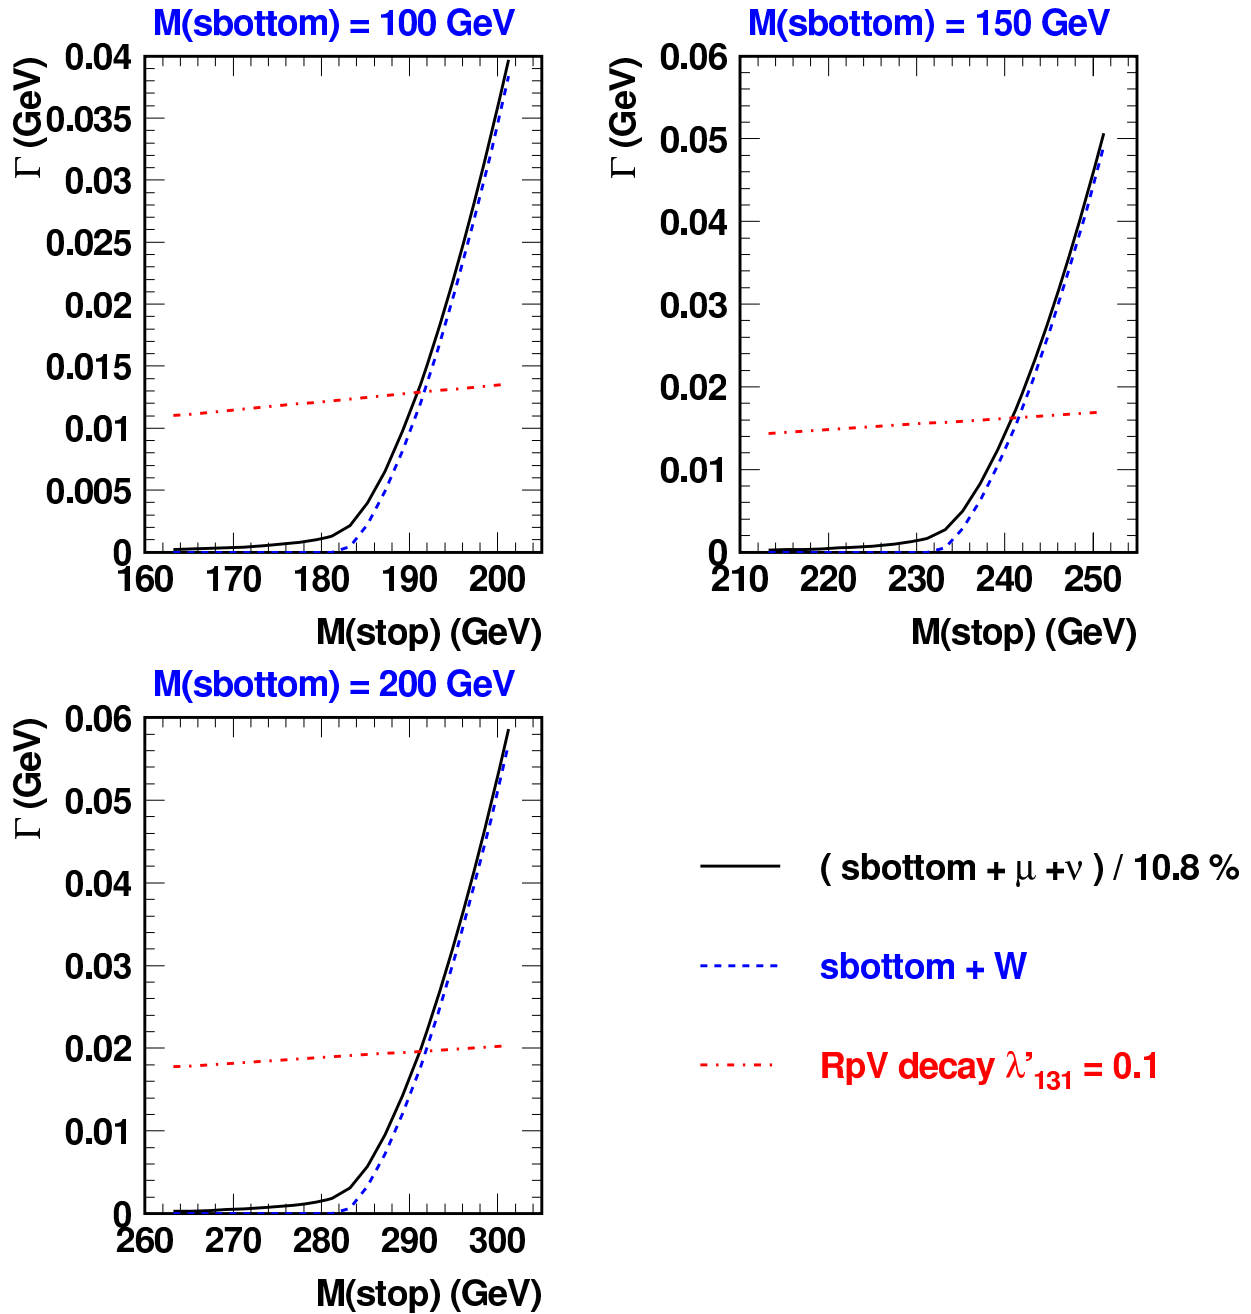 M(sbottom) = 100 GeV
Γ (GeV)
0.04
0.035
0.03
0.025
0.02
0.015
0.01
0.005
0
160 170 180 190 200
M(stop) (GeV)
M(sbottom) = 150 GeV
Γ (GeV)
0.06
0.05
0.04
0.03
0.02
0.01
0
210 220 230 240 250
M(stop) (GeV)
M(sbottom) = 200 GeV
Γ (GeV)
0.06
0.05
0.04
0.03
0.02
0.01
0
260 270 280 290 300
M(stop) (GeV)
( sbottom + μ +ν ) / 10.8 %
sbottom + W
RpV decay λ'₁₃₁ = 0.1